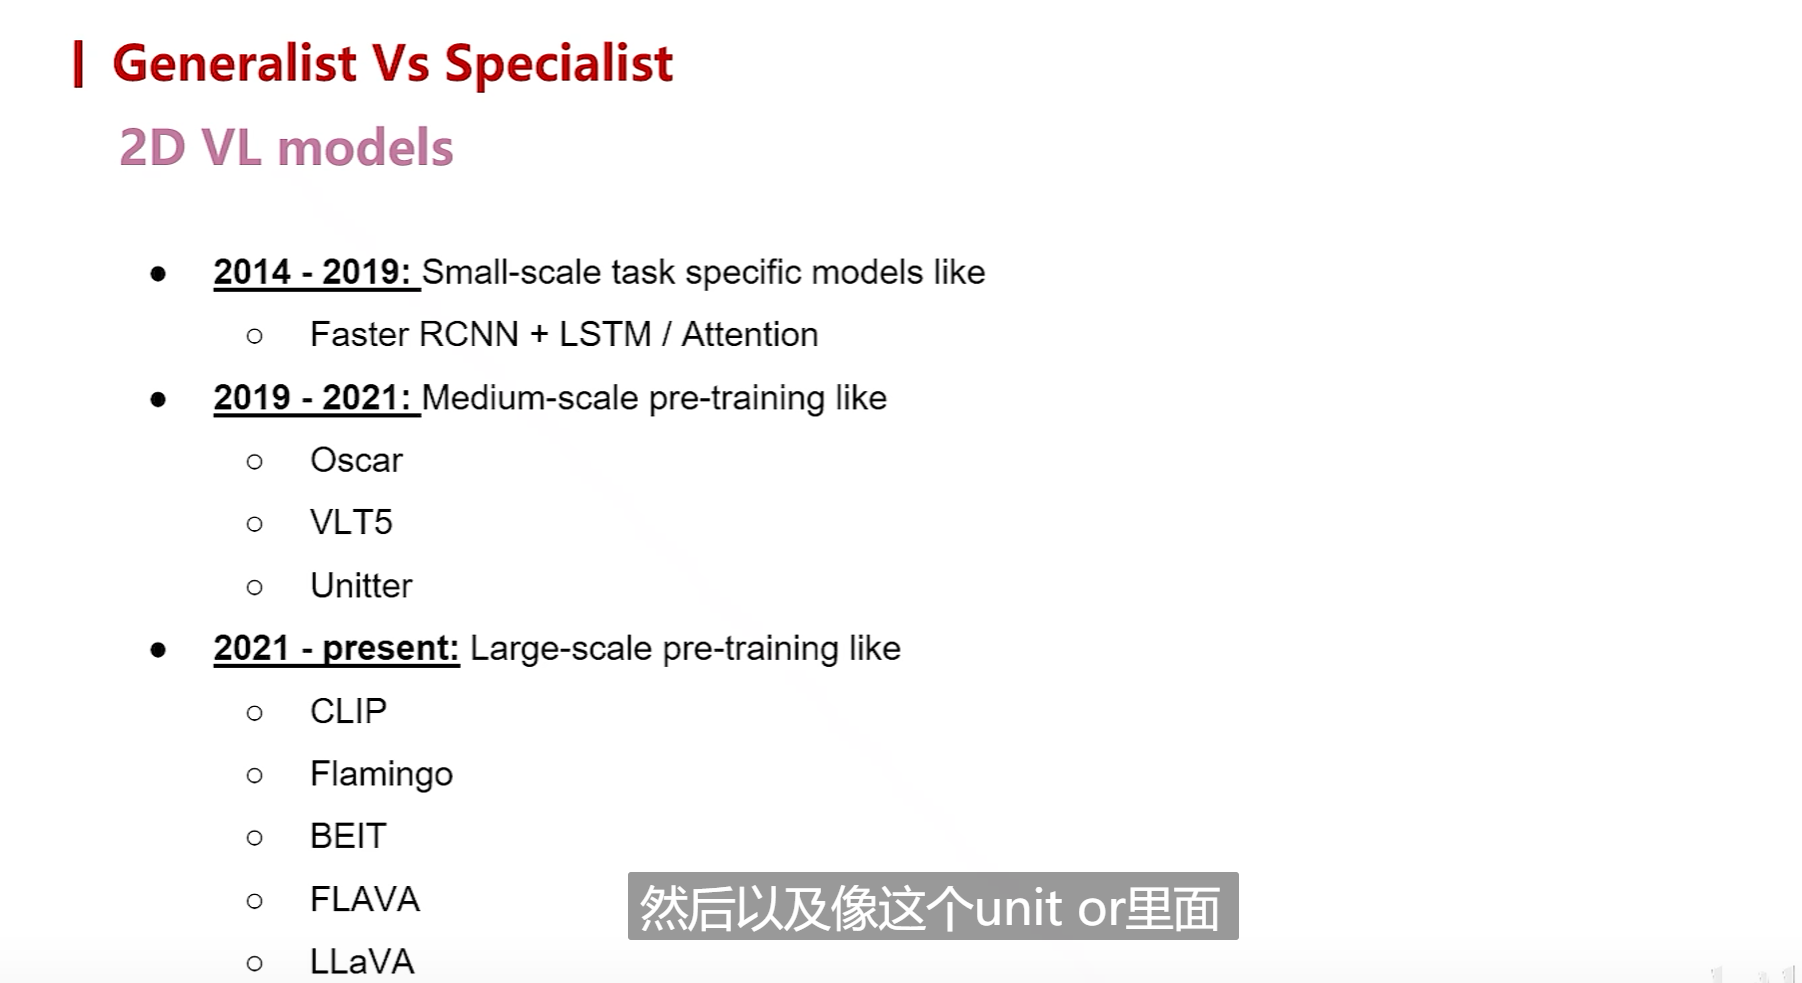 Generalist Vs Specialist
2D VL models
● 2014 - 2019: Small-scale task specific models like
○ Faster RCNN + LSTM / Attention
● 2019 - 2021: Medium-scale pre-training like
○ Oscar
○ VLT5
○ Unitter
● 2021 - present: Large-scale pre-training like
○ CLIP
○ Flamingo
○ BEIT
○ FLAVA
○ LLaVA
然后以及像这个unit or里面